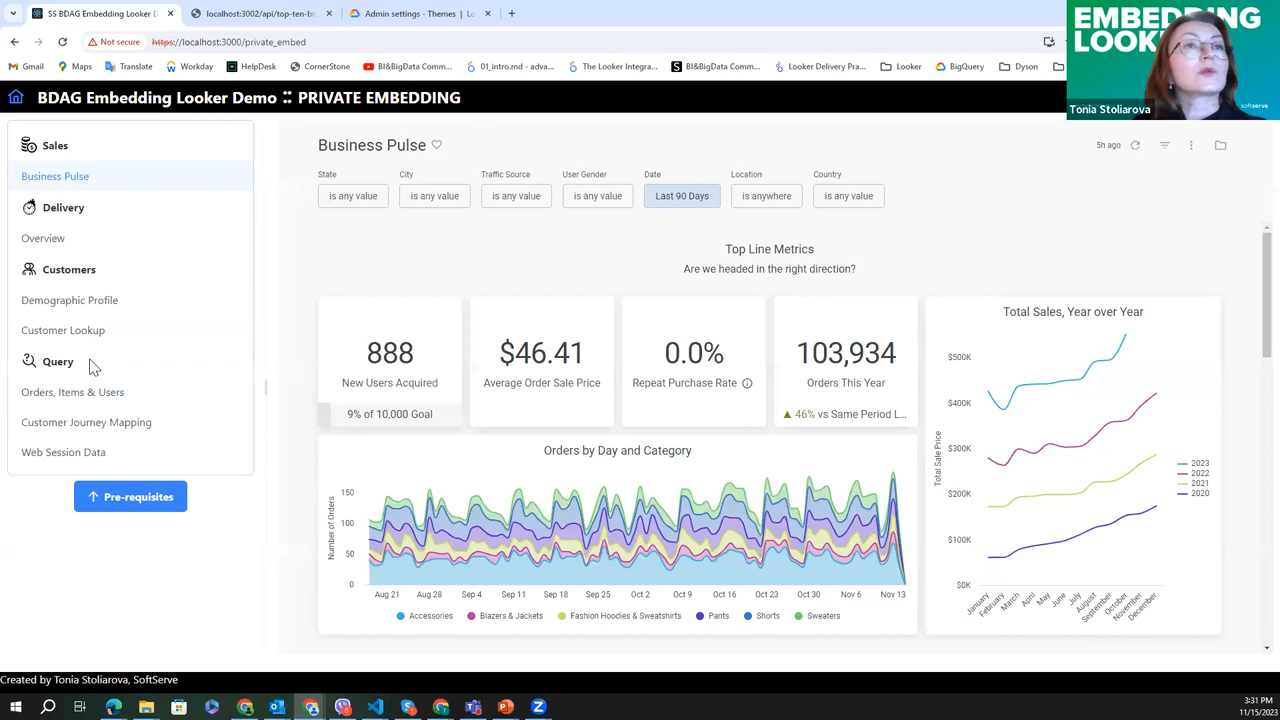 SS BDAG Embedding Looker D
localhost:3002/api/top-ten-br
Admin settings - Themes | Lo
Not secure
https://localhost:3000/private_embed
Gmail
Maps
Translate
Workday
HelpDesk
CornerStone
BI&BigData Comm...
01_intro.md - adva...
The Looker Integra...
BI&BigData Comm...
Looker Delivery Pra...
Looker
BigQuery
Dyson
EMBEDDING
LOOK
Tonia Stoliarova
softserve
BDAG Embedding Looker Demo :: PRIVATE EMBEDDING
Sales
Business Pulse
Delivery
Overview
Customers
Demographic Profile
Customer Lookup
Query
Orders, Items & Users
Customer Journey Mapping
Web Session Data
Pre-requisites
Business Pulse
5h ago
State
City
Traffic Source
User Gender
Date
Location
Country
is any value
is any value
is any value
is any value
Last 90 Days
is anywhere
is any value
Top Line Metrics
Are we headed in the right direction?
888
New Users Acquired
9% of 10,000 Goal
$46.41
Average Order Sale Price
0.0%
Repeat Purchase Rate
103,934
Orders This Year
▲ 46% vs Same Period L...
Total Sales, Year over Year
Total Sale Price
$500K
$400K
$300K
$200K
$100K
$0K
January
February
March
April
May
June
July
August
September
October
November
December
2023
2022
2021
2020
Orders by Day and Category
Number of Orders
150
100
50
0
Aug 21
Aug 28
Sep 4
Sep 11
Sep 18
Sep 25
Oct 2
Oct 9
Oct 16
Oct 23
Oct 30
Nov 6
Nov 13
Accessories
Blazers & Jackets
Fashion Hoodies & Sweatshirts
Pants
Shorts
Sweaters
Created by Tonia Stoliarova, SoftServe
3:31 PM
11/15/2023